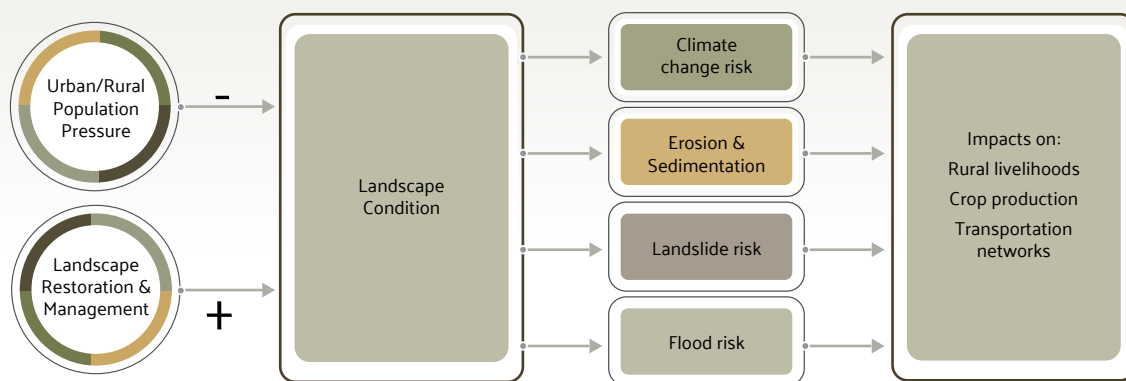 Urban/Rural
Population
Pressure
-
Landscape
Restoration &
Management
+
Landscape
Condition
Climate
change risk
Erosion &
Sedimentation
Landslide risk
Flood risk
Impacts on:
Rural livelihoods
Crop production
Transportation
networks